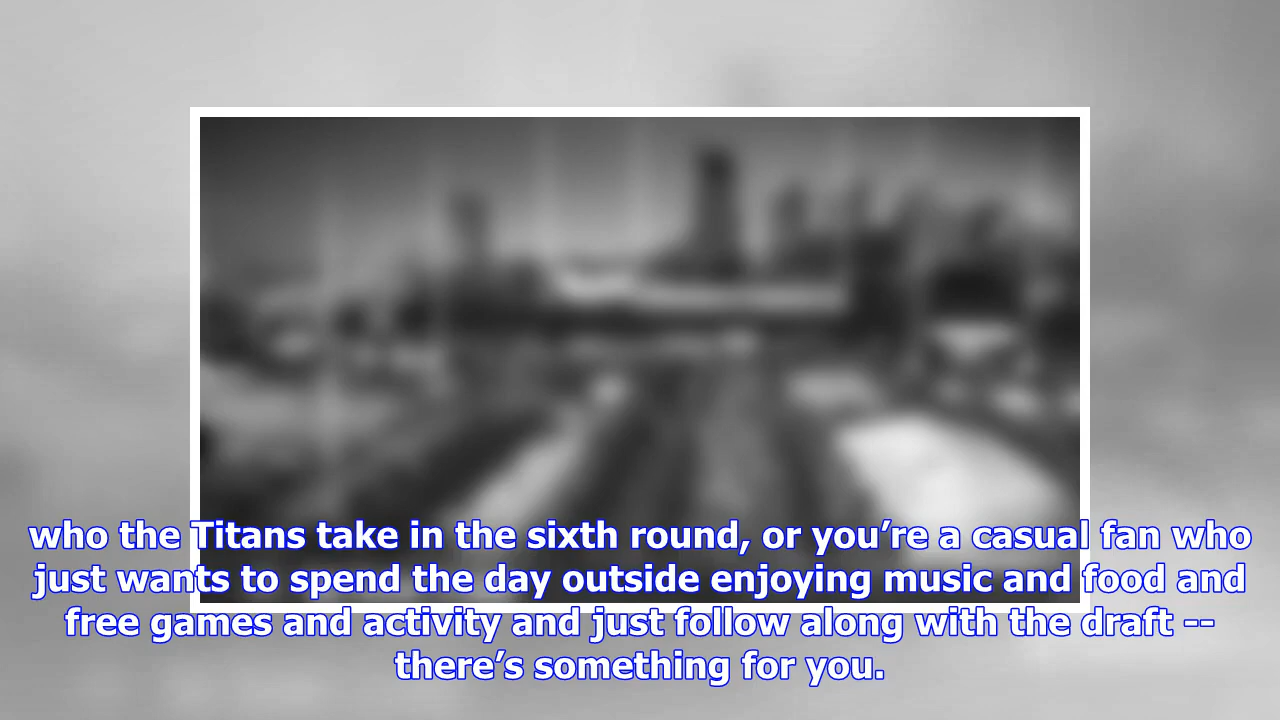 who the Titans take in the sixth round, or you’re a casual fan who
just wants to spend the day outside enjoying music and food and
free games and activity and just follow along with the draft --
there’s something for you.